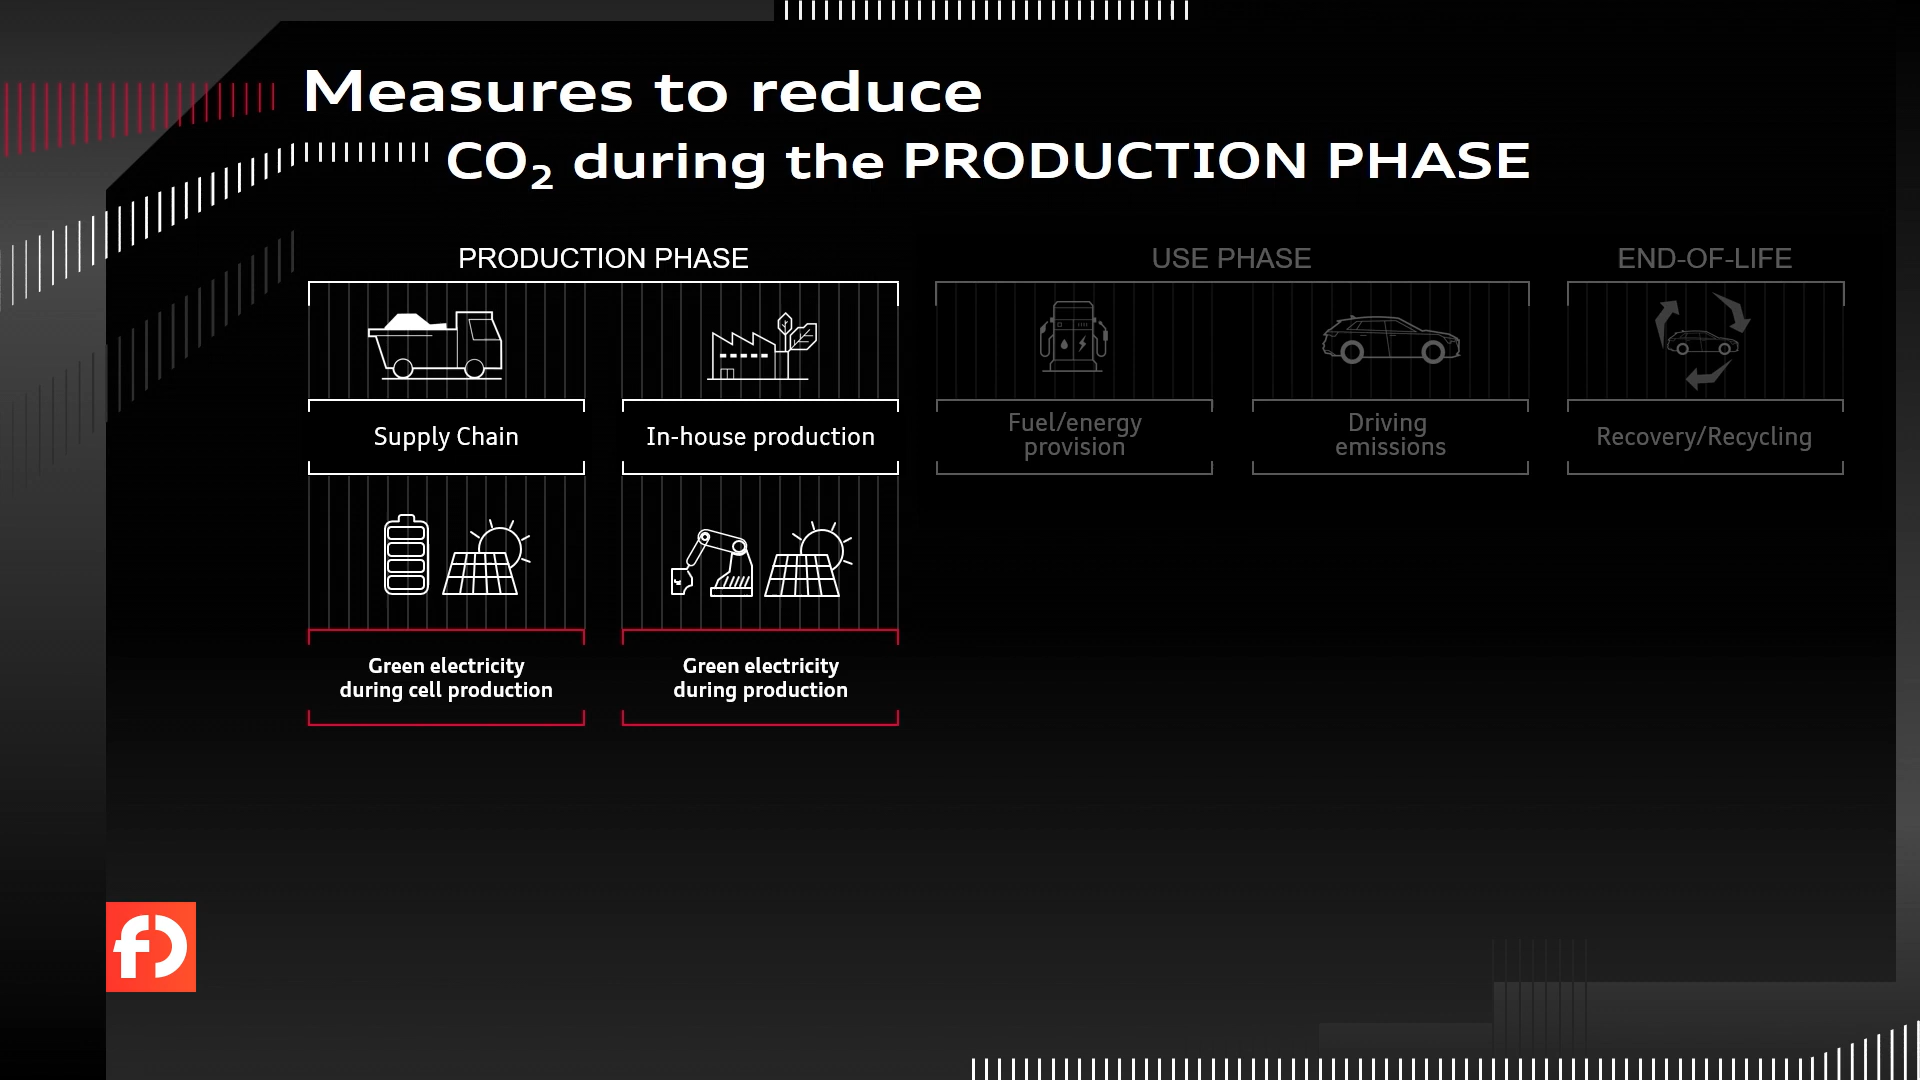 Measures to reduce
CO₂ during the PRODUCTION PHASE
PRODUCTION PHASE
Supply Chain
In-house production
Green electricity
during cell production
Green electricity
during production
USE PHASE
Fuel/energy
provision
Driving
emissions
END-OF-LIFE
Recovery/Recycling